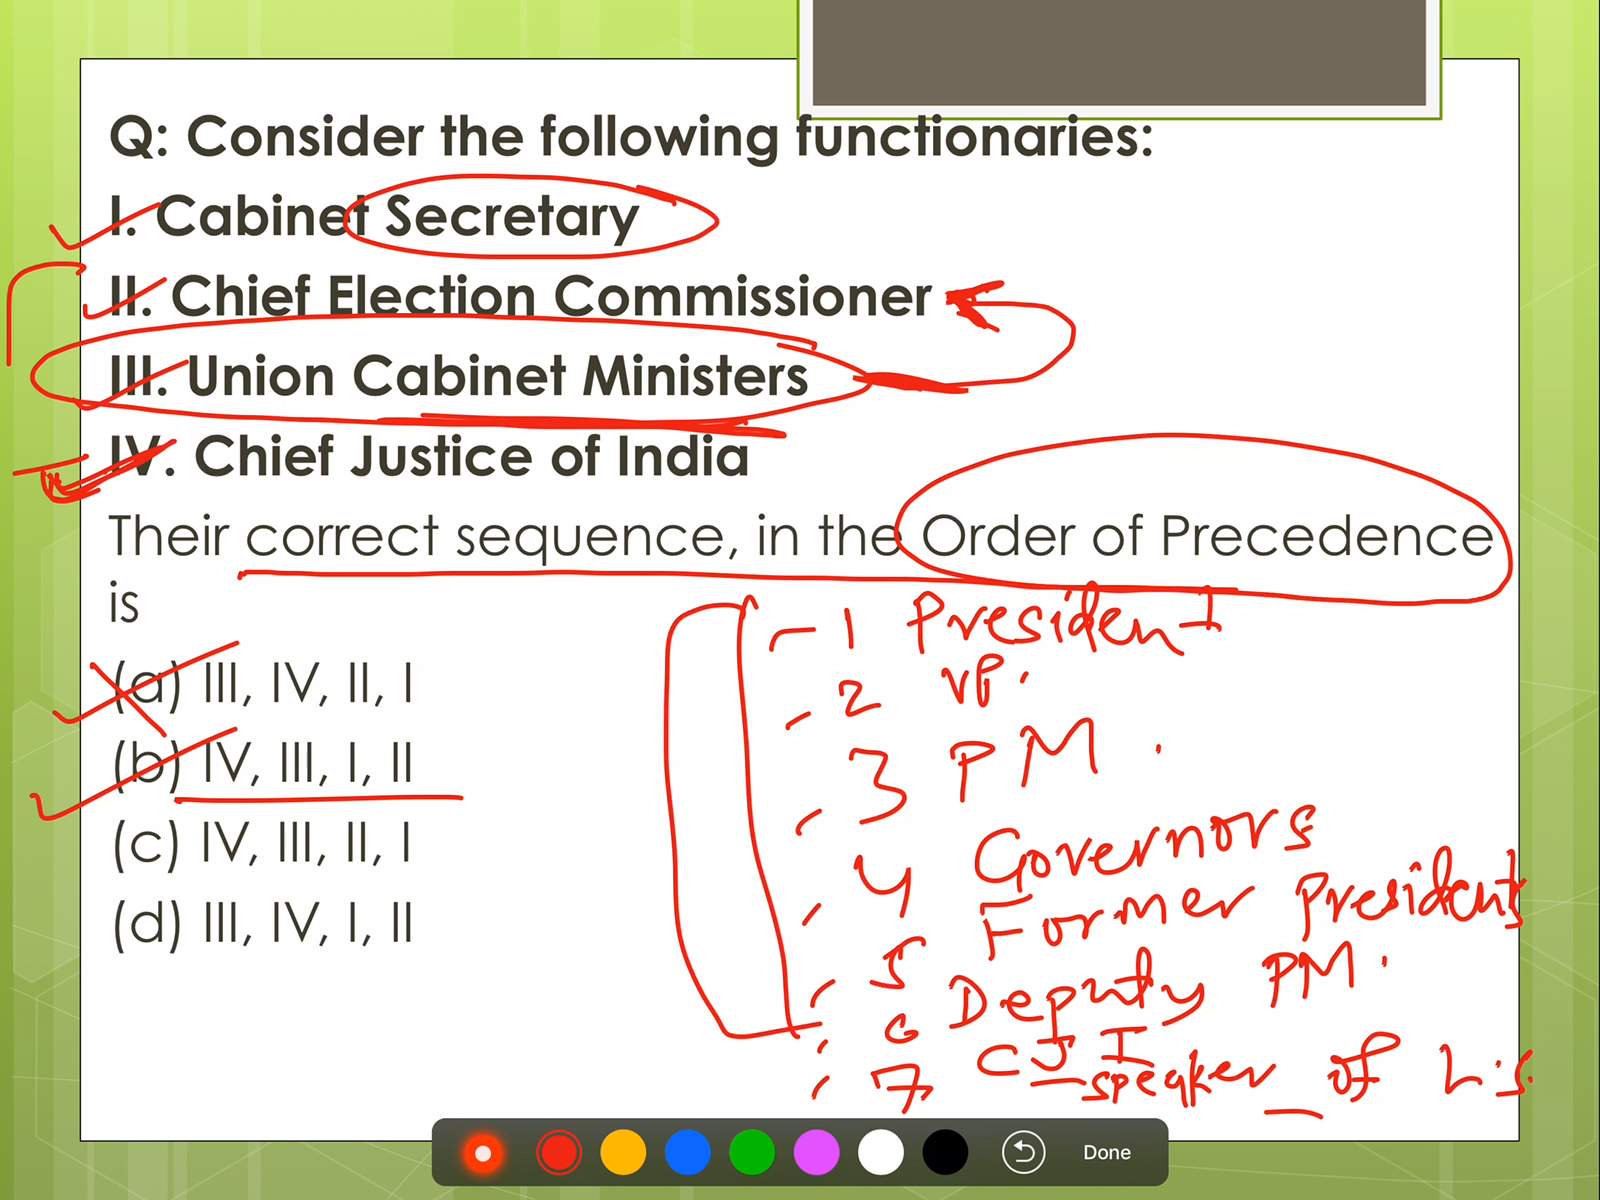 Q: Consider the following functionaries:
I. Cabinet Secretary
II. Chief Election Commissioner
III. Union Cabinet Ministers
IV. Chief Justice of India
Their correct sequence, in the Order of Precedence
is
(a) III, IV, II, I
(b) IV, III, I, II
(c) IV, III, II, I
(d) III, IV, I, II
1 President
2 VP.
3 PM.
4 Governors
5 Former Presidents
6 Deputy PM.
7 CJI
Speaker of L.S.
Done